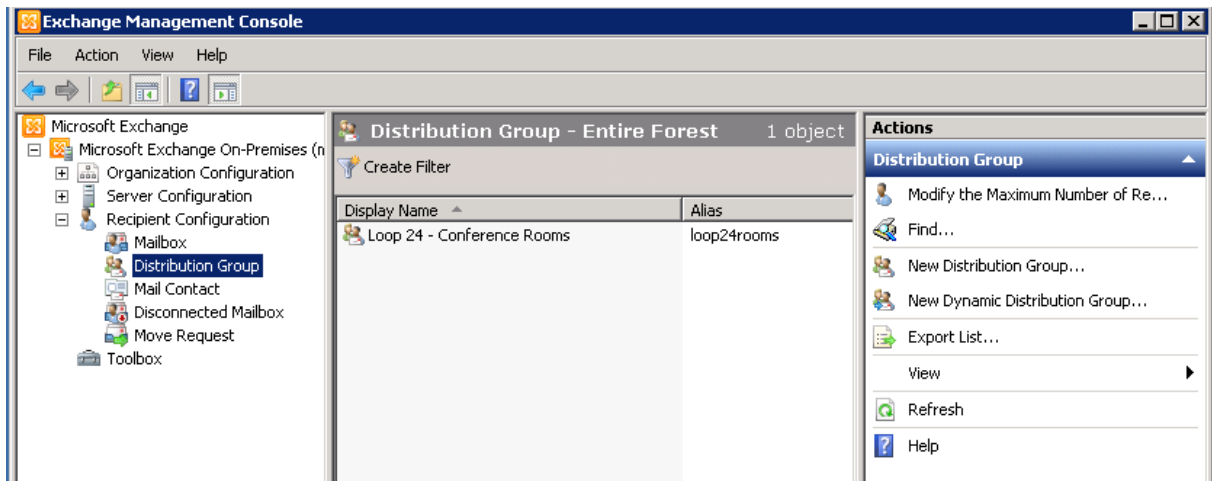 Exchange Management Console
File Action View Help
Microsoft Exchange
Microsoft Exchange On-Premises (n
Organization Configuration
Server Configuration
Recipient Configuration
Mailbox
Distribution Group
Mail Contact
Disconnected Mailbox
Move Request
Toolbox
Distribution Group - Entire Forest 1 object
Create Filter
Display Name Alias
Loop 24 - Conference Rooms loop24rooms
Actions
Distribution Group
Modify the Maximum Number of Re...
Find...
New Distribution Group...
New Dynamic Distribution Group...
Export List...
View
Refresh
Help